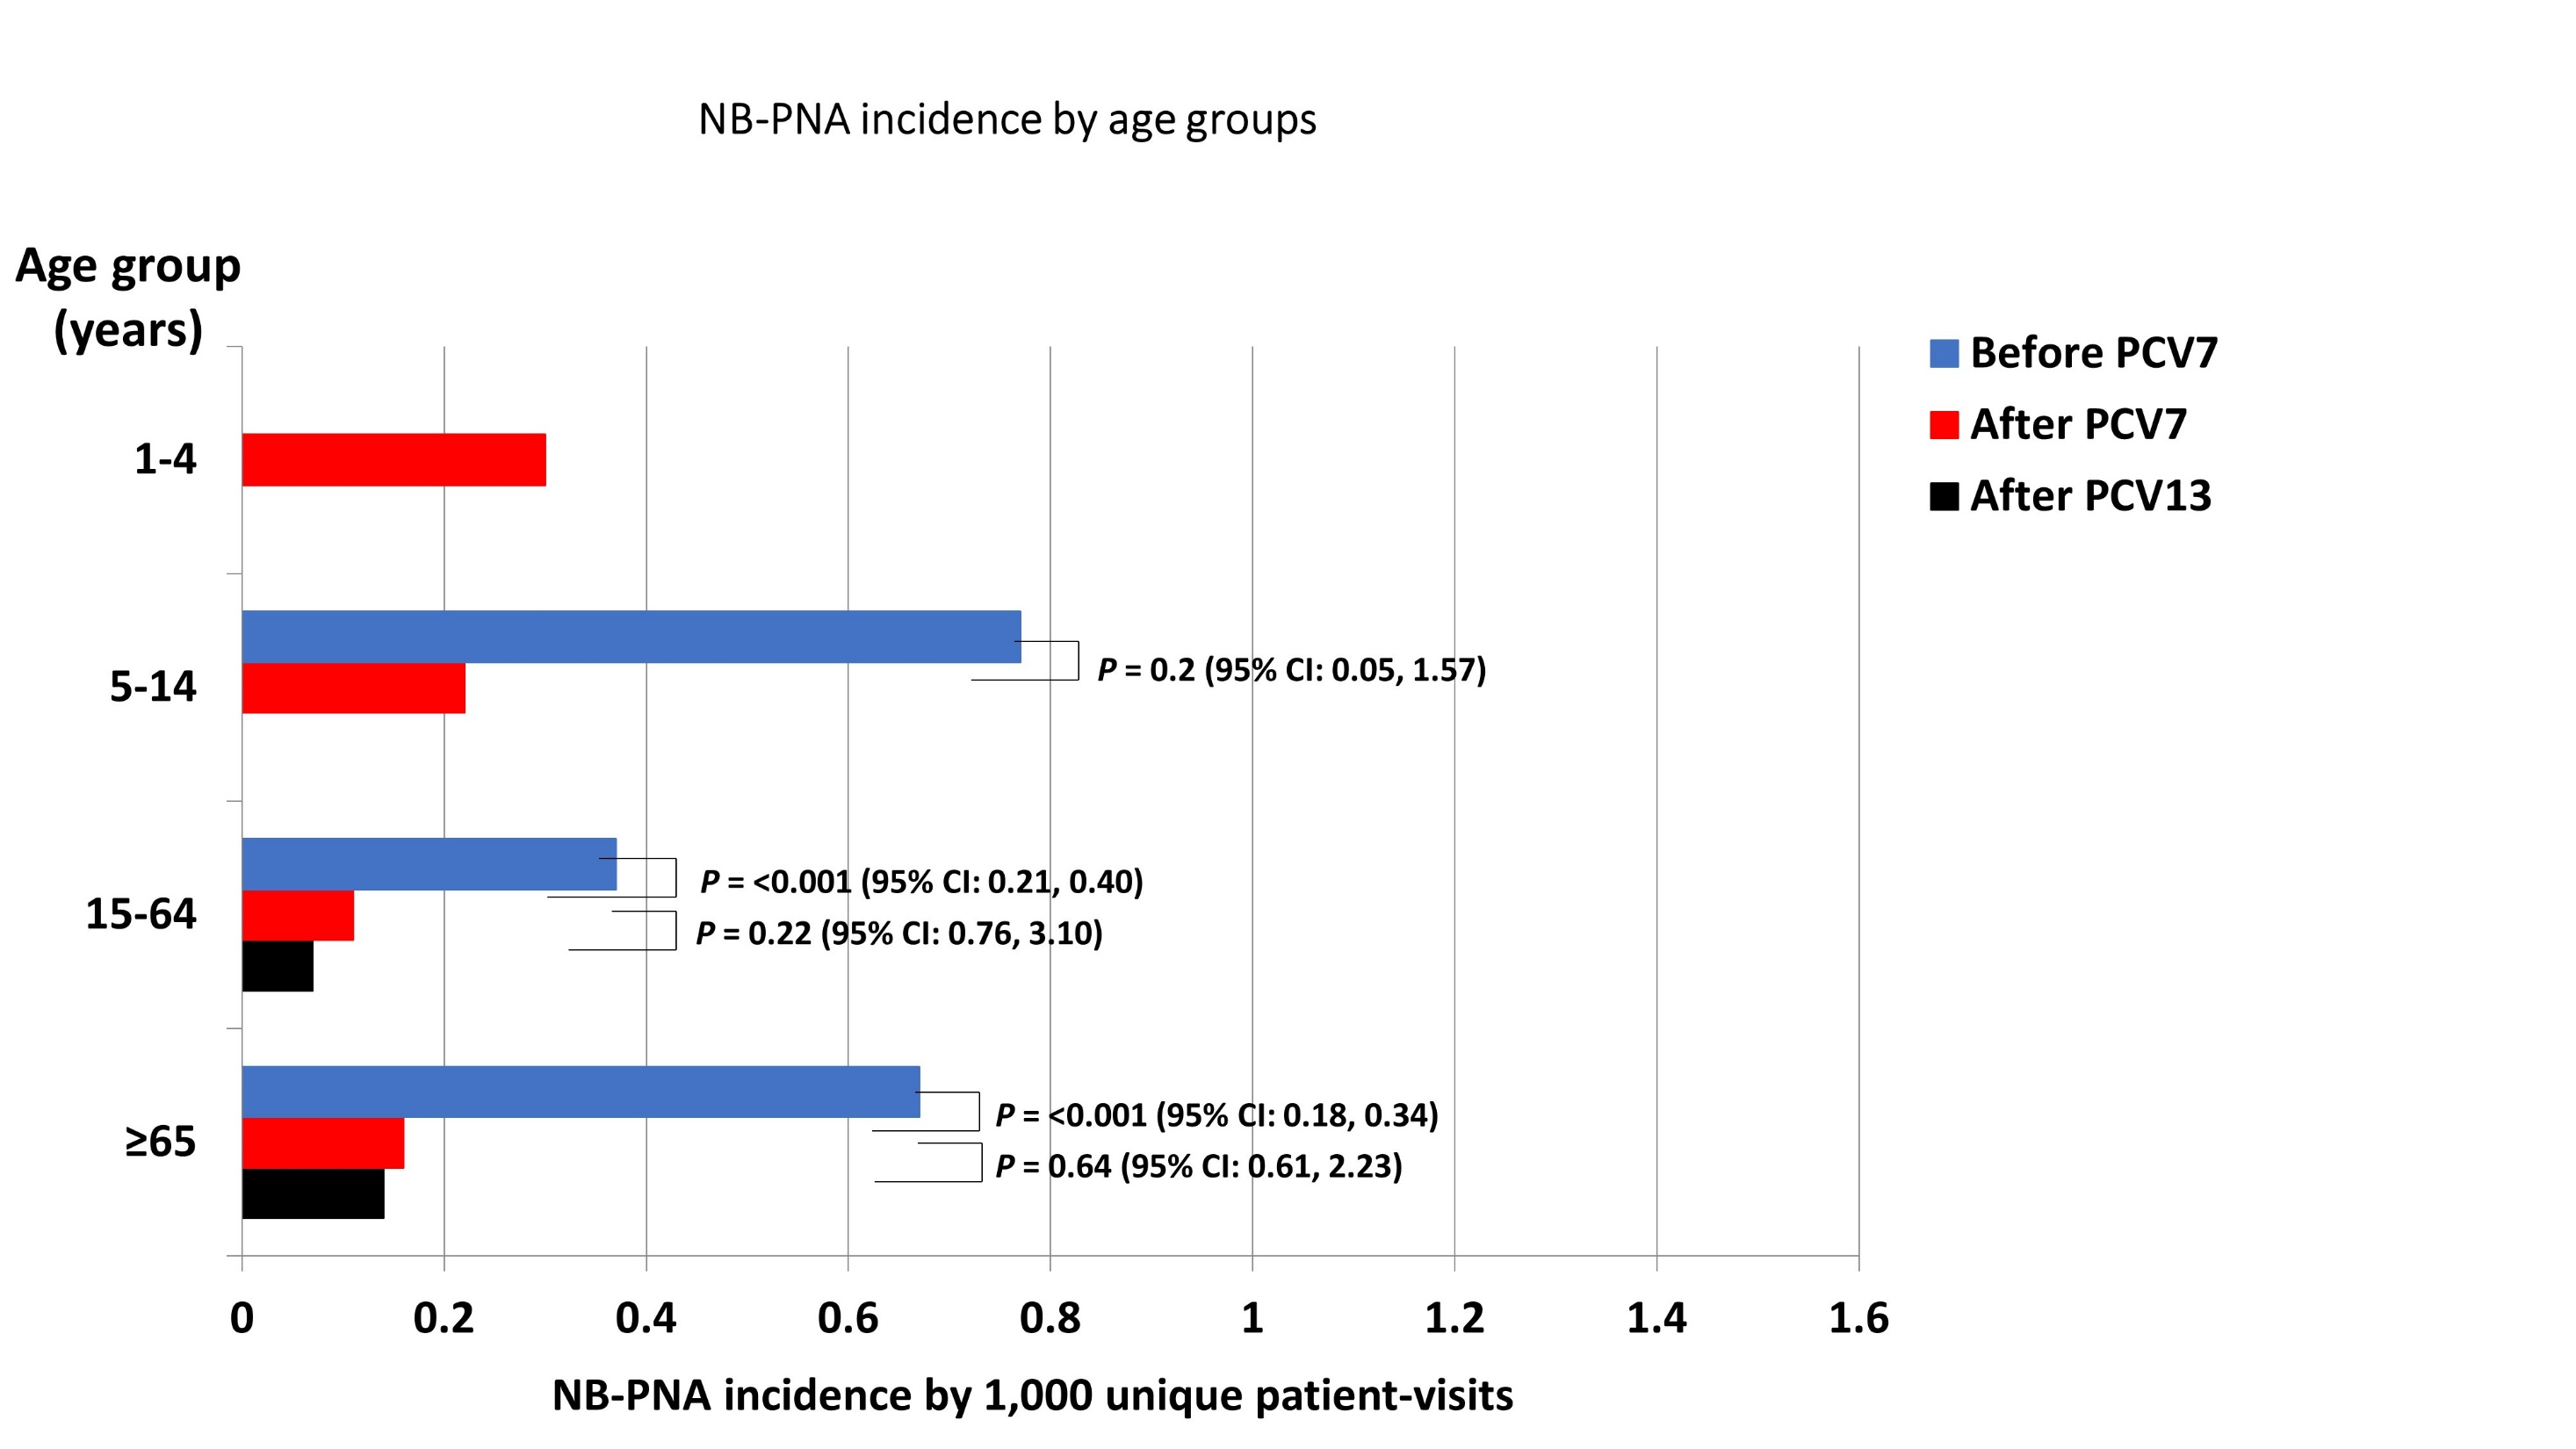 NB-PNA incidence by age groups
Age group
(years)
Before PCV7
After PCV7
After PCV13
1-4
5-14
P = 0.2 (95% CI: 0.05, 1.57)
15-64
P = <0.001 (95% CI: 0.21, 0.40)
P = 0.22 (95% CI: 0.76, 3.10)
≥65
P = <0.001 (95% CI: 0.18, 0.34)
P = 0.64 (95% CI: 0.61, 2.23)
0 0.2 0.4 0.6 0.8 1 1.2 1.4 1.6
NB-PNA incidence by 1,000 unique patient-visits